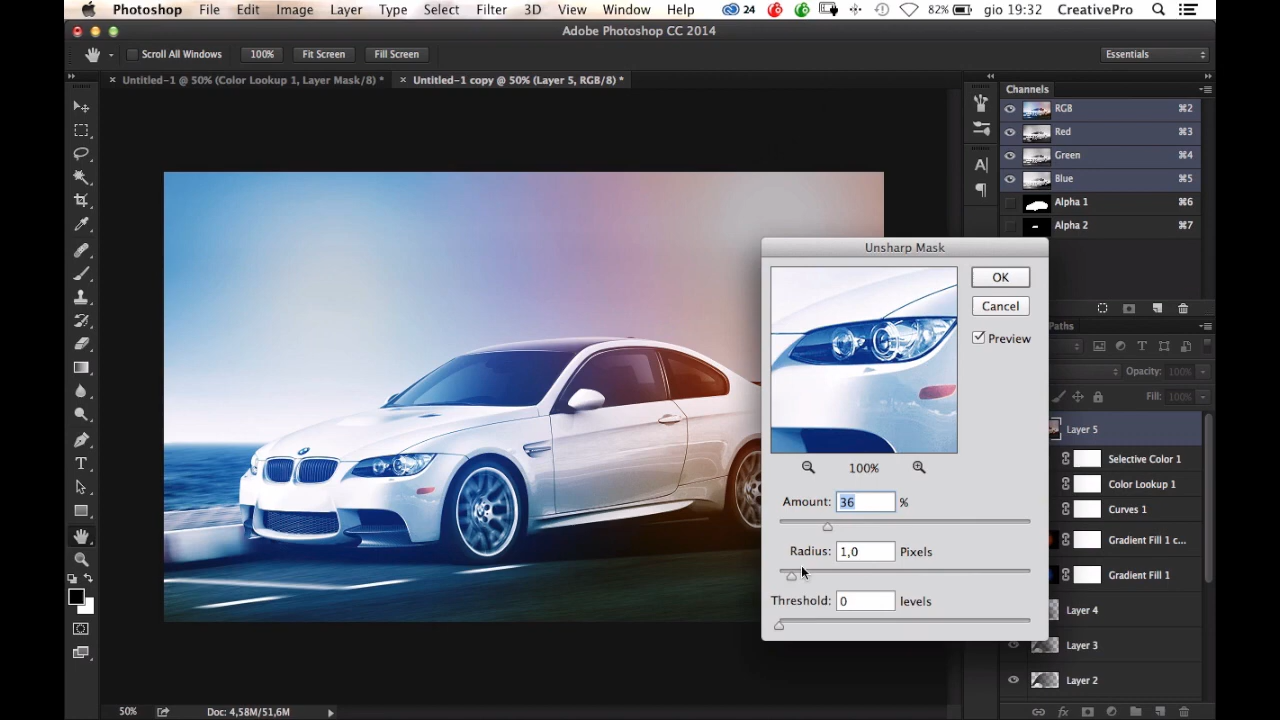 Photoshop File Edit Image Layer Type Select Filter 3D View Window Help 24 82% gio 19:32 CreativePro
Adobe Photoshop CC 2014
Scroll All Windows 100% Fit Screen Fill Screen Essentials
× Untitled-1 @ 50% (Color Lookup 1, Layer Mask/8) * × Untitled-1 copy @ 50% (Layer 5, RGB/8) *
Channels
RGB ⌘2
Red ⌘3
Green ⌘4
Blue ⌘5
Alpha 1 ⌘6
Alpha 2 ⌘7
Unsharp Mask
OK
Cancel
Preview
100%
Amount: 36 %
Radius: 1,0 Pixels
Threshold: 0 levels
Paths
Opacity: 100%
Fill: 100%
Layer 5
Selective Color 1
Color Lookup 1
Curves 1
Gradient Fill 1 c...
Gradient Fill 1
Layer 4
Layer 3
Layer 2
50% Doc: 4,58M/51,6M
fx